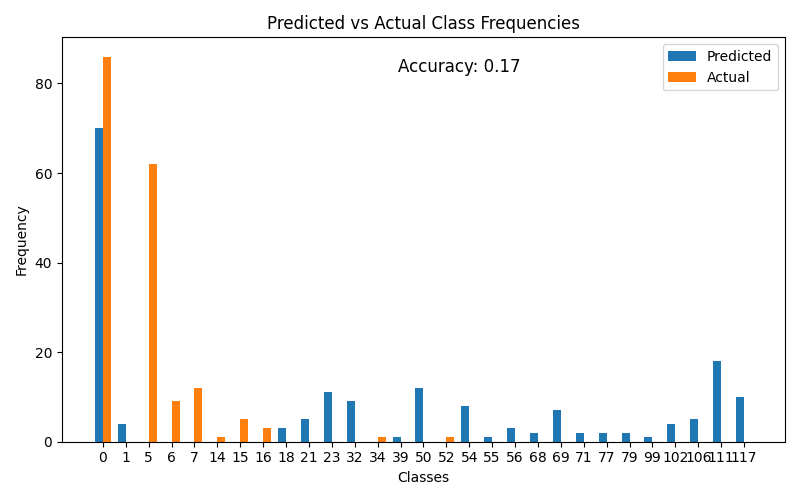 Predicted vs Actual Class Frequencies
Accuracy: 0.17
Predicted
Actual
80
60
40
20
0
Frequency
0 1 5 6 7 14 15 16 18 21 23 32 34 39 50 52 54 55 56 68 69 71 77 79 99 102 106 111 117
Classes